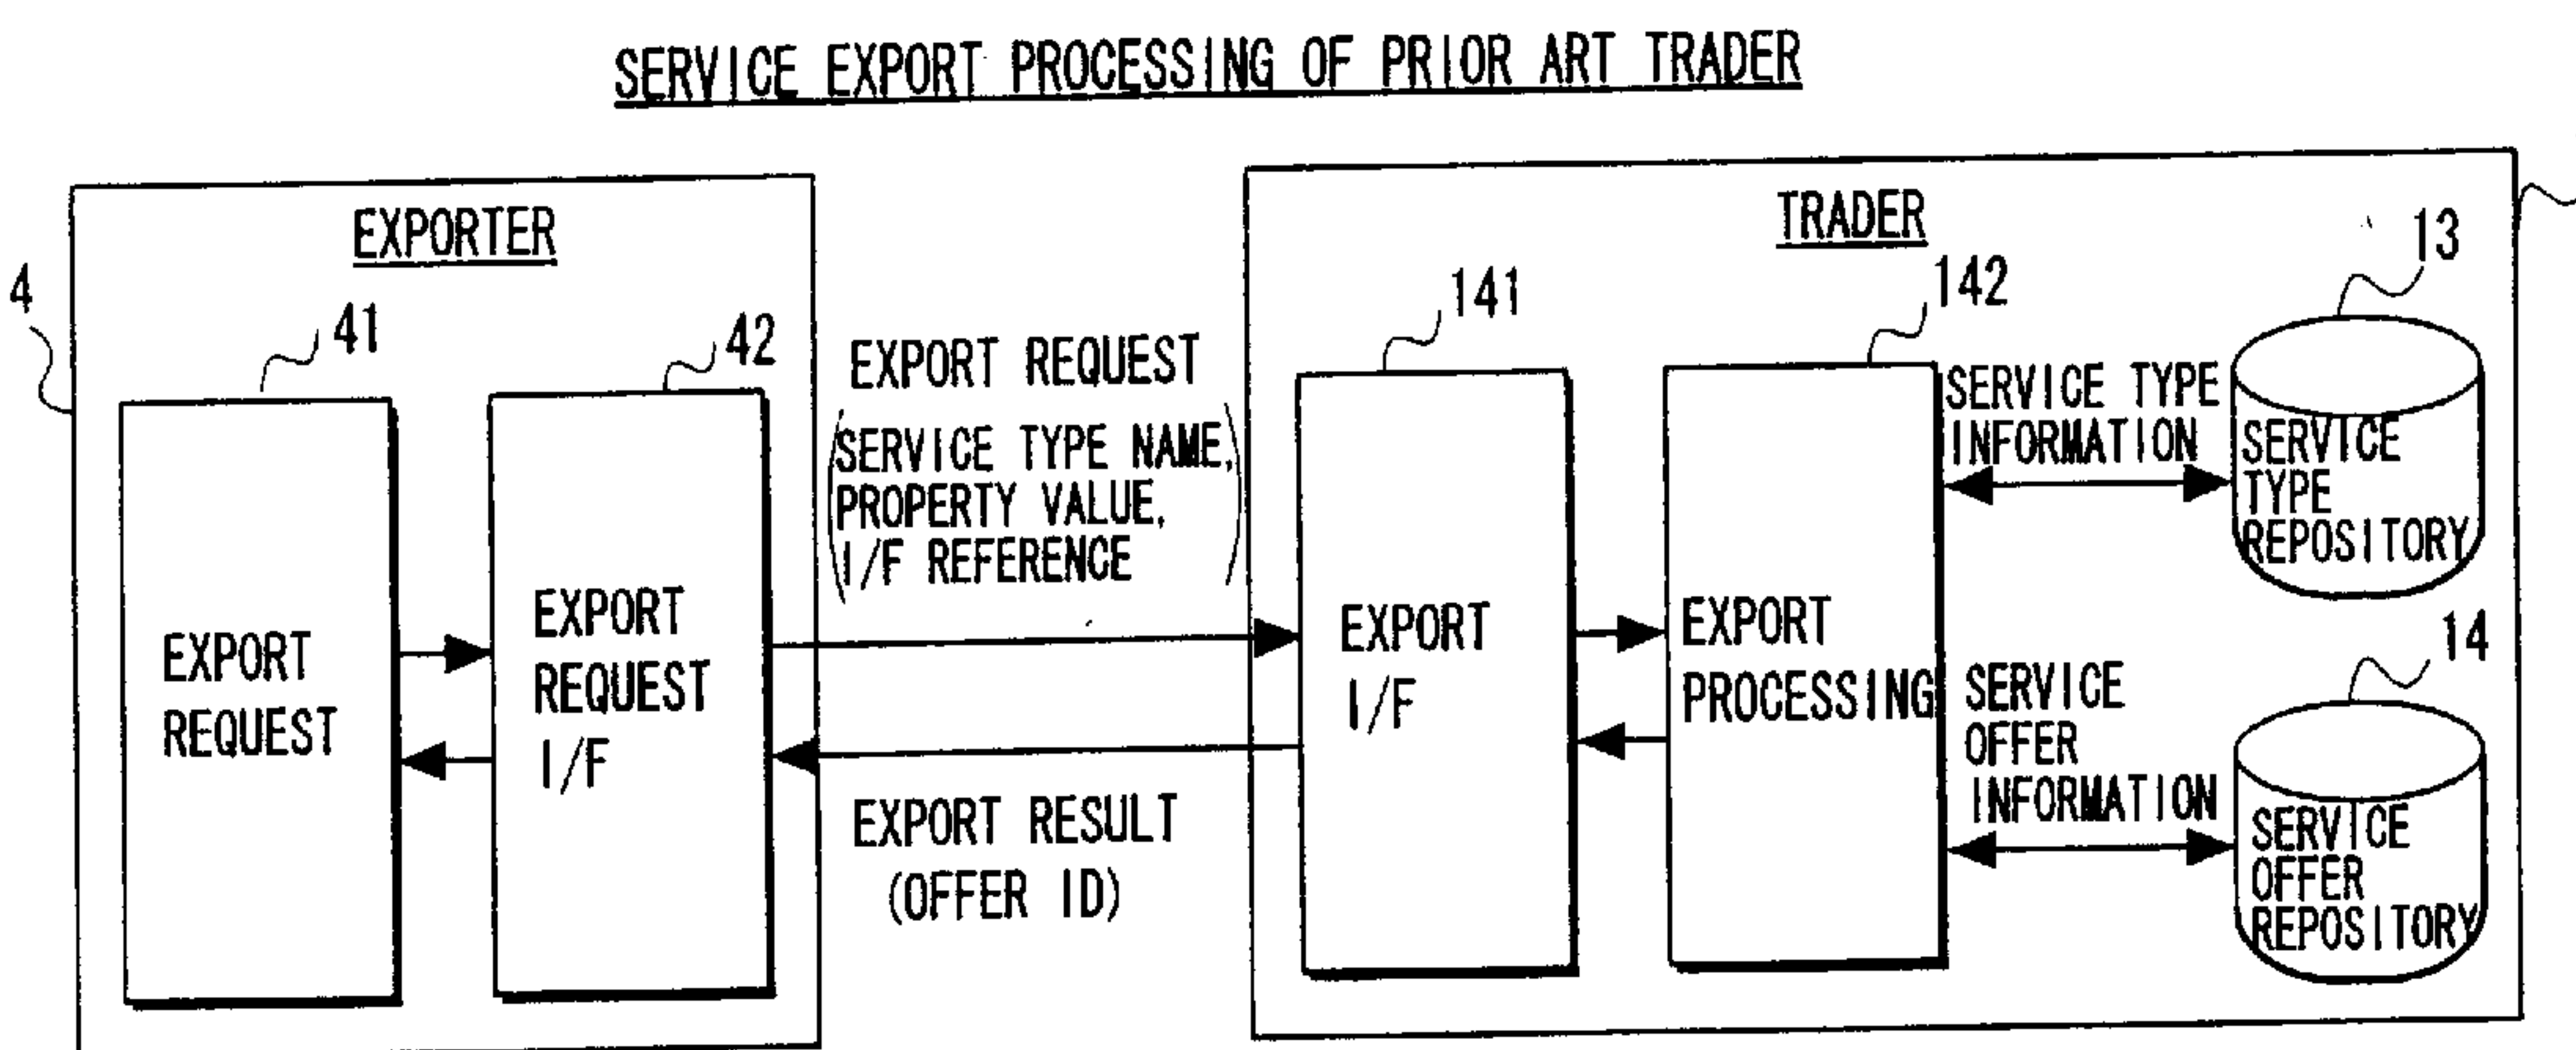 SERVICE EXPORT PROCESSING OF PRIOR ART TRADER
EXPORTER
4
41
42
EXPORT
REQUEST
EXPORT
REQUEST
I/F
EXPORT REQUEST
(SERVICE TYPE NAME,
PROPERTY VALUE,
I/F REFERENCE)
EXPORT RESULT
(OFFER ID)
TRADER
141
142
13
EXPORT
I/F
EXPORT
PROCESSING
SERVICE TYPE
INFORMATION
SERVICE
TYPE
REPOSITORY
14
SERVICE
OFFER
INFORMATION
SERVICE
OFFER
REPOSITORY